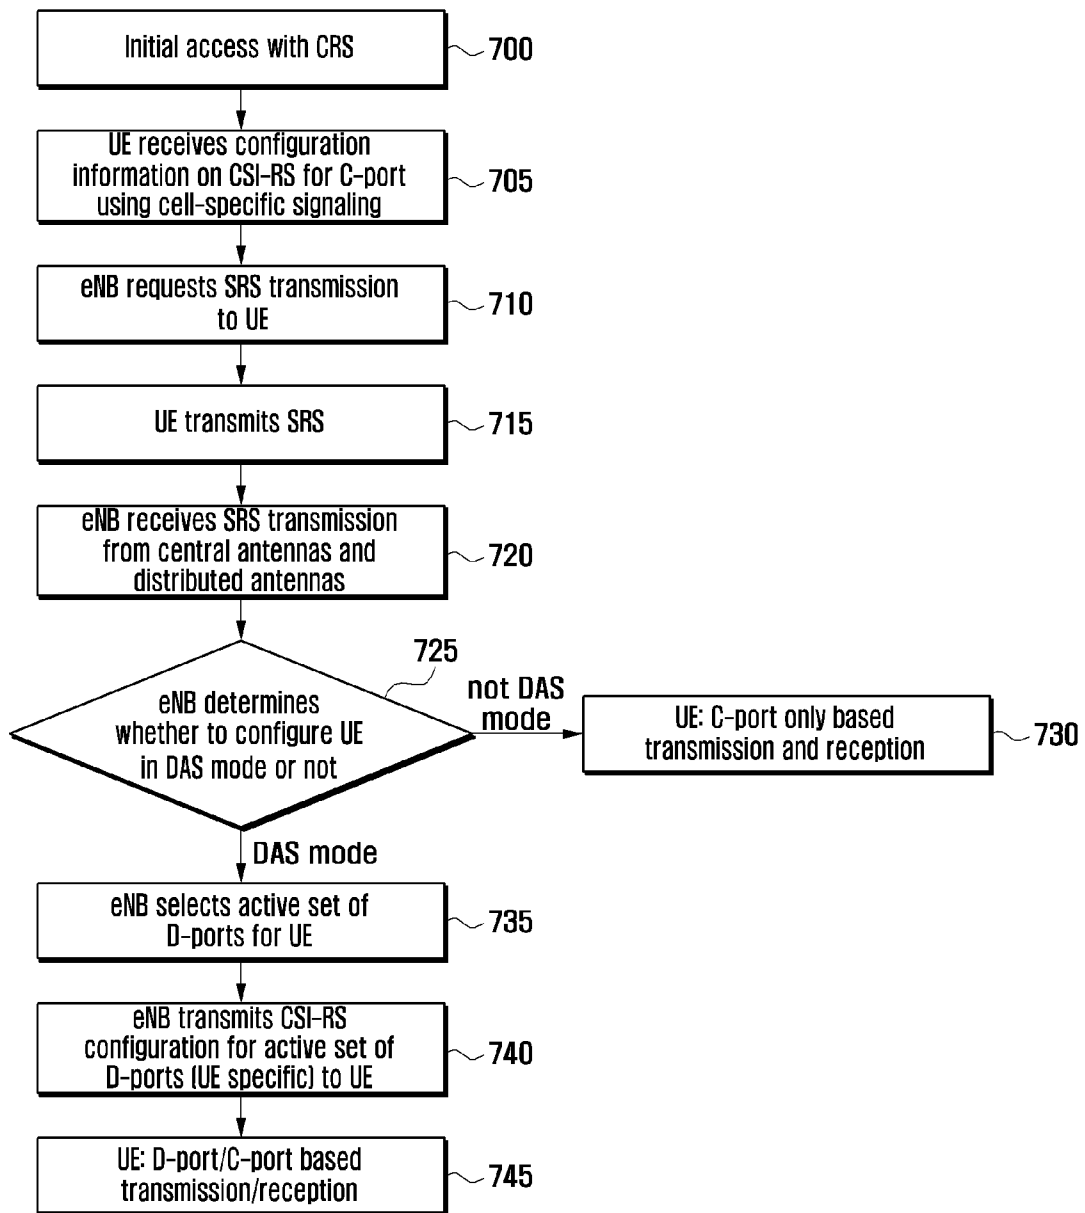 Initial access with CRS
700
UE receives configuration
information on CSI-RS for C-port
using cell-specific signaling
705
eNB requests SRS transmission
to UE
710
UE transmits SRS
715
eNB receives SRS transmission
from central antennas and
distributed antennas
720
725
eNB determines
whether to configure UE
in DAS mode or not
not DAS
mode
UE: C-port only based
transmission and reception
730
DAS mode
eNB selects active set of
D-ports for UE
735
eNB transmits CSI-RS
configuration for active set of
D-ports (UE specific) to UE
740
UE: D-port/C-port based
transmission/reception
745